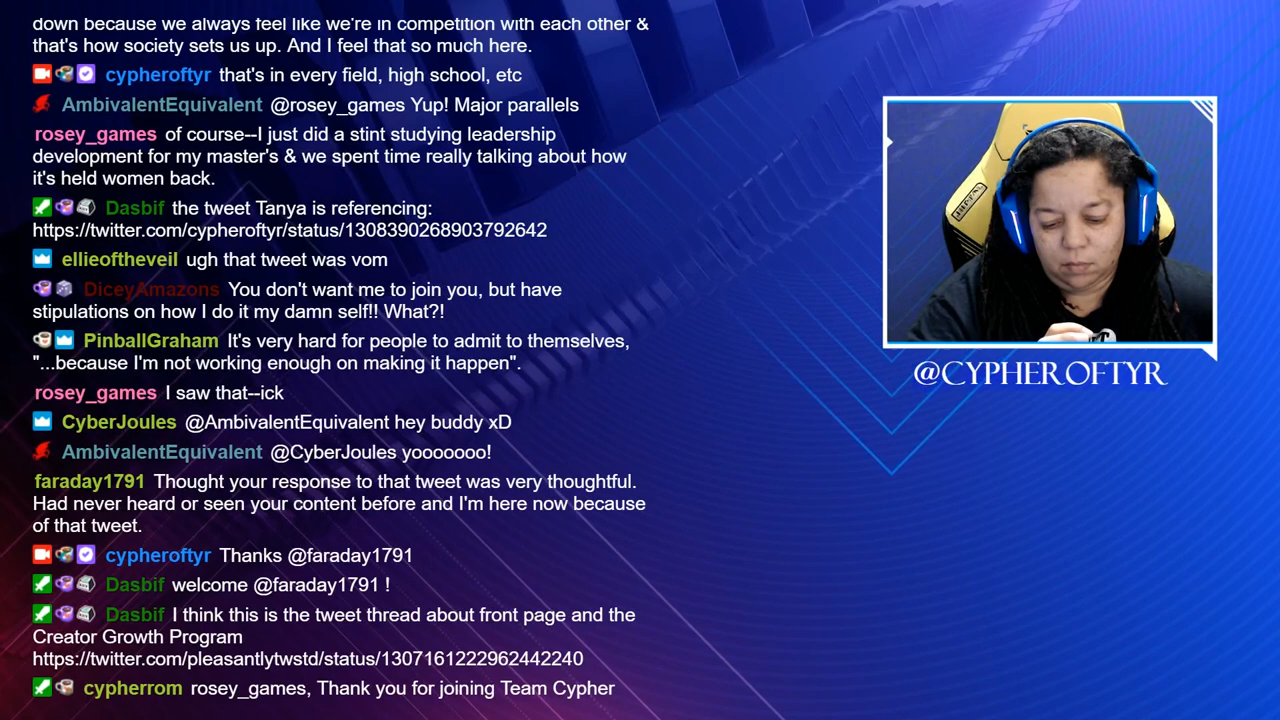 down because we always feel like we're in competition with each other &
that's how society sets us up. And I feel that so much here.
cypheroftyr that's in every field, high school, etc
AmbivalentEquivalent @rosey_games Yup! Major parallels
rosey_games of course--I just did a stint studying leadership
development for my master's & we spent time really talking about how
it's held women back.
Dasbif the tweet Tanya is referencing:
https://twitter.com/cypheroftyr/status/1308390268903792642
ellieoftheveil ugh that tweet was vom
DiceyAmazons You don't want me to join you, but have
stipulations on how I do it my damn self!! What?!
PinballGraham It's very hard for people to admit to themselves,
"...because I'm not working enough on making it happen".
rosey_games I saw that--ick
CyberJoules @AmbivalentEquivalent hey buddy xD
AmbivalentEquivalent @CyberJoules yooooooo!
faraday1791 Thought your response to that tweet was very thoughtful.
Had never heard or seen your content before and I'm here now because
of that tweet.
cypheroftyr Thanks @faraday1791
Dasbif welcome @faraday1791 !
Dasbif I think this is the tweet thread about front page and the
Creator Growth Program
https://twitter.com/pleasantlytwstd/status/1307161222962442240
cypherrom rosey_games, Thank you for joining Team Cypher
@CYPHEROFTYR